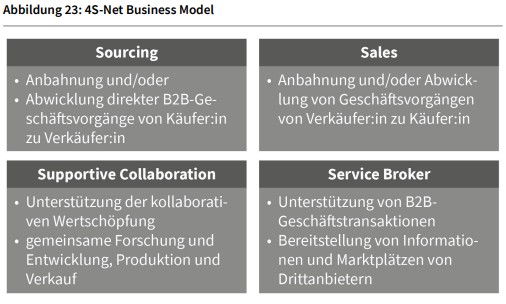 Abbildung 23: 4S-Net Business Model
Sourcing
• Anbahnung und/oder
• Abwicklung direkter B2B-Ge-
schäftsvorgänge von Käufer:in
zu Verkäufer:in
Sales
• Anbahnung und/oder Abwick-
lung von Geschäftsvorgängen
von Verkäufer:in zu Käufer:in
Supportive Collaboration
• Unterstützung der kollaborati-
ven Wertschöpfung
• gemeinsame Forschung und
Entwicklung, Produktion und
Verkauf
Service Broker
• Unterstützung von B2B-
Geschäftstransaktionen
• Bereitstellung von Informatio-
nen und Marktplätzen von
Drittanbietern